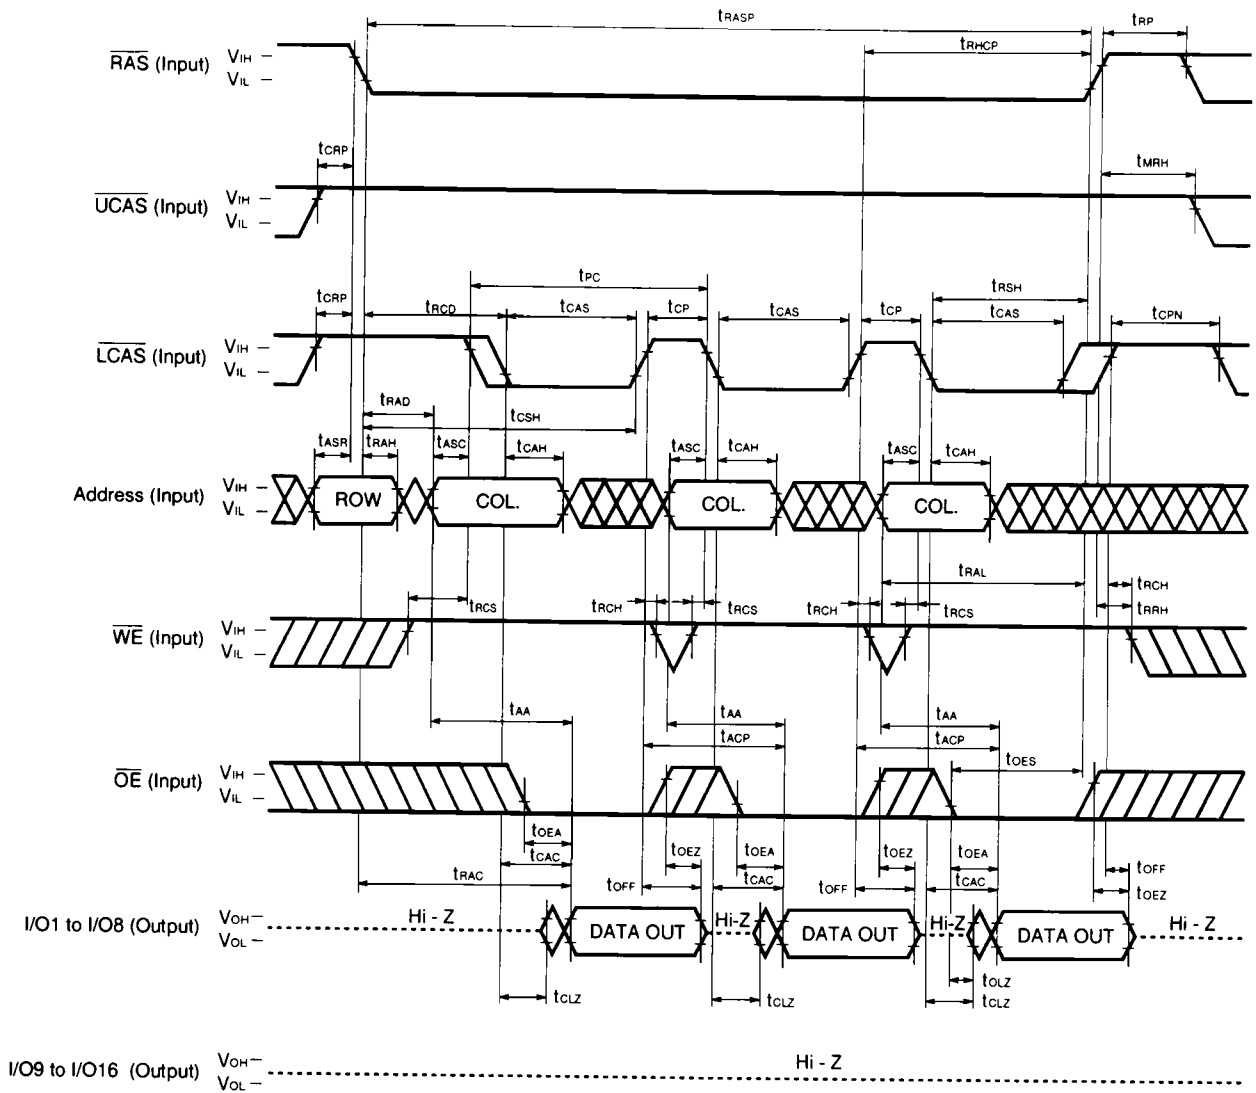 tRASP
tRP
tRHCP
RAS (Input)
VIH
VIL
tCRP
tMRH
UCAS (Input)
VIH
VIL
tPC
tRSH
tCRP
tRCD
tCAS
tCP
tCAS
tCP
tCAS
tCPN
LCAS (Input)
VIH
VIL
tRAD
tCSH
tASR
tRAH
tASC
tCAH
tASC
tCAH
tASC
tCAH
Address (Input)
VIH
VIL
ROW
COL.
COL.
COL.
tRAL
tRCH
tRCS
tRCH
tRCS
tRCH
tRCS
tRRH
WE (Input)
VIH
VIL
tAA
tAA
tAA
tACP
tACP
tOES
OE (Input)
VIH
VIL
tOEA
tOEZ
tOEA
tOEZ
tOEA
tCAC
tCAC
tCAC
tOFF
tRAC
tOFF
tOFF
tOEZ
I/O1 to I/O8 (Output)
VOH
VOL
Hi - Z
DATA OUT
Hi-Z
DATA OUT
Hi-Z
DATA OUT
Hi - Z
tOLZ
tCLZ
tCLZ
tCLZ
I/O9 to I/O16 (Output)
VOH
VOL
Hi - Z